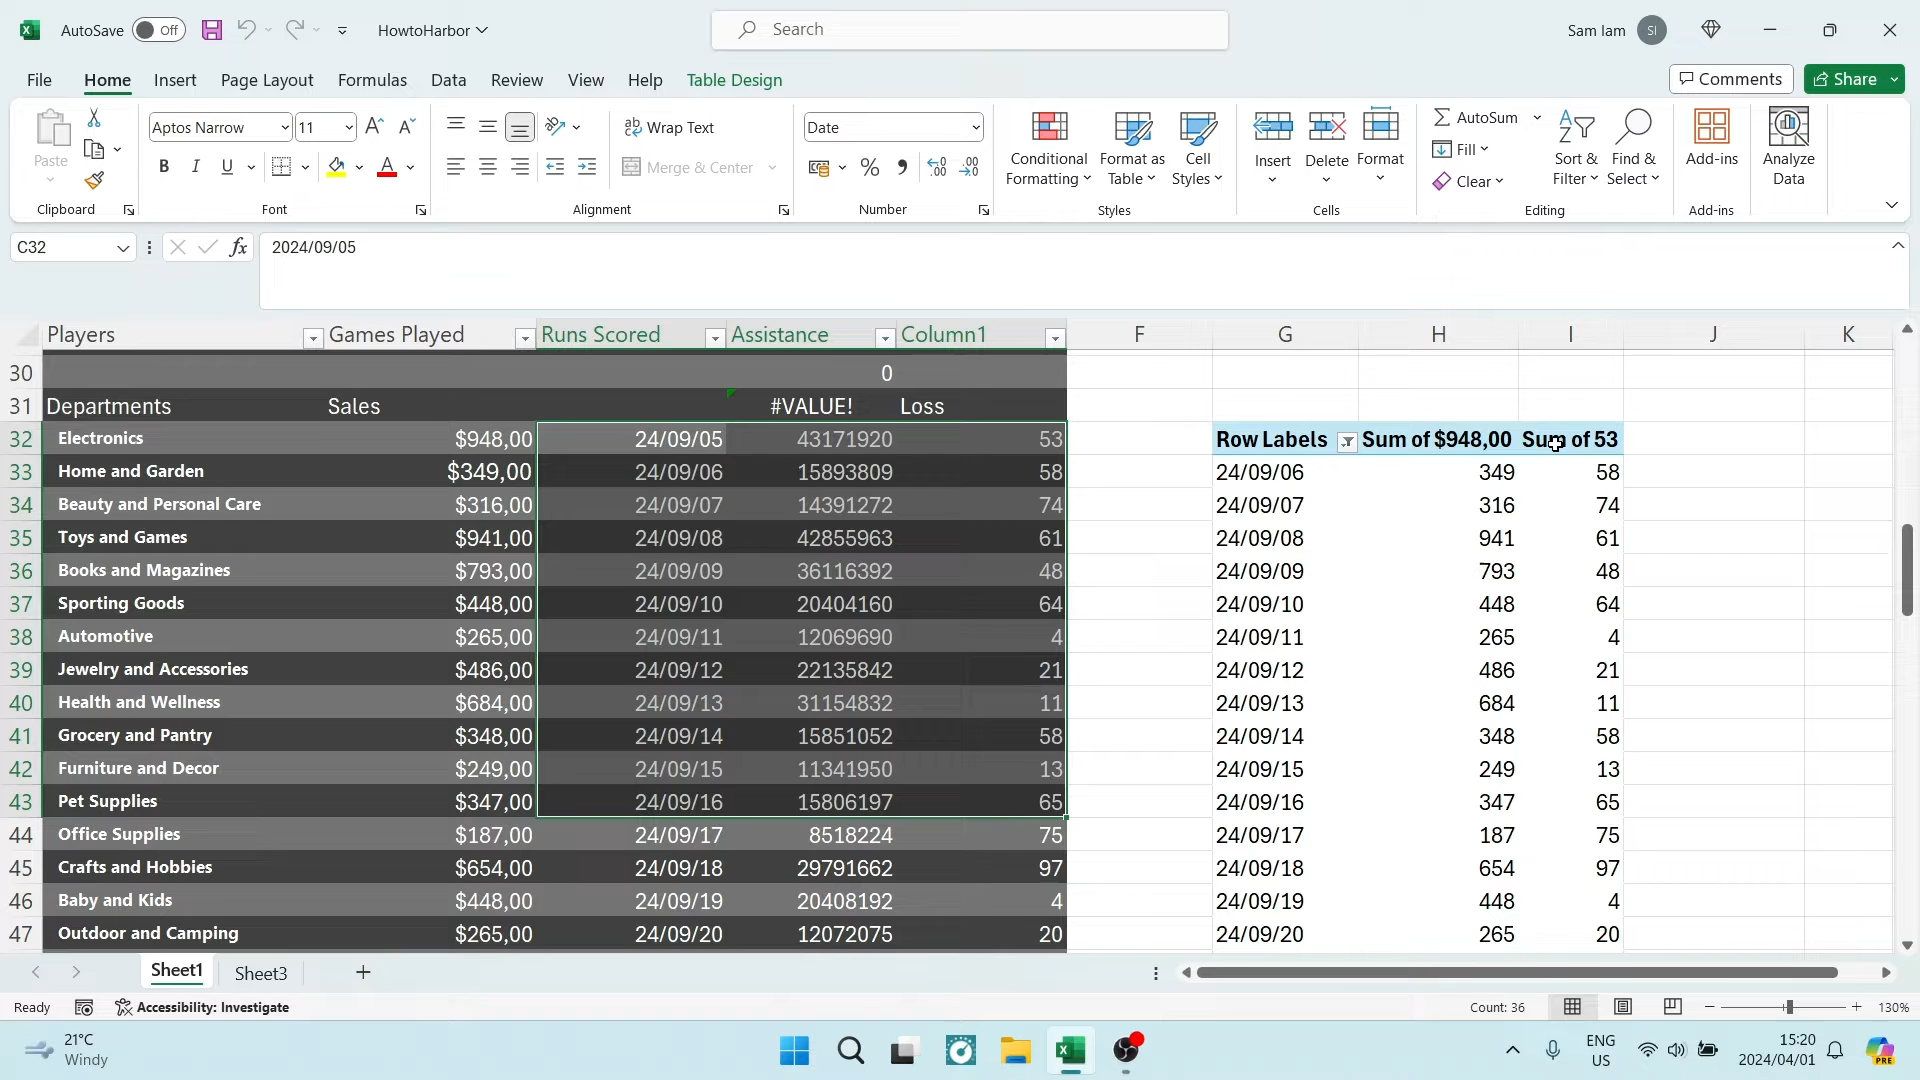 AutoSave Off HowtoHarbor Search Sam Iam SI
File Home Insert Page Layout Formulas Data Review View Help Table Design Comments Share
Paste Aptos Narrow 11 Wrap Text Date Conditional Formatting Format as Table Cell Styles Insert Delete Format AutoSum Sort & Filter Find & Select Add-ins Analyze Data
B I U A Merge & Center % Fill Clear
Clipboard Font Alignment Number Styles Cells Editing Add-ins
C32 fx 2024/09/05
Players Games Played Runs Scored Assistance Column1 F G H I J K
30 0
31 Departments Sales #VALUE! Loss
32 Electronics $948,00 24/09/05 43171920 53 Row Labels Sum of $948,00 Sum of 53
33 Home and Garden $349,00 24/09/06 15893809 58 24/09/06 349 58
34 Beauty and Personal Care $316,00 24/09/07 14391272 74 24/09/07 316 74
35 Toys and Games $941,00 24/09/08 42855963 61 24/09/08 941 61
36 Books and Magazines $793,00 24/09/09 36116392 48 24/09/09 793 48
37 Sporting Goods $448,00 24/09/10 20404160 64 24/09/10 448 64
38 Automotive $265,00 24/09/11 12069690 4 24/09/11 265 4
39 Jewelry and Accessories $486,00 24/09/12 22135842 21 24/09/12 486 21
40 Health and Wellness $684,00 24/09/13 31154832 11 24/09/13 684 11
41 Grocery and Pantry $348,00 24/09/14 15851052 58 24/09/14 348 58
42 Furniture and Decor $249,00 24/09/15 11341950 13 24/09/15 249 13
43 Pet Supplies $347,00 24/09/16 15806197 65 24/09/16 347 65
44 Office Supplies $187,00 24/09/17 8518224 75 24/09/17 187 75
45 Crafts and Hobbies $654,00 24/09/18 29791662 97 24/09/18 654 97
46 Baby and Kids $448,00 24/09/19 20408192 4 24/09/19 448 4
47 Outdoor and Camping $265,00 24/09/20 12072075 20 24/09/20 265 20
Sheet1 Sheet3
Ready Accessibility: Investigate Count: 36 130%
21°C Windy ENG US 15:20 2024/04/01 PRE